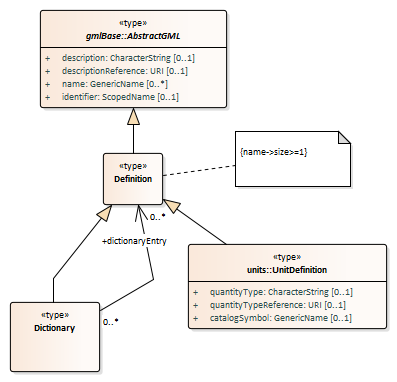 «type»
gmlBase::AbstractGML
+ description: CharacterString [0..1]
+ descriptionReference: URI [0..1]
+ name: GenericName [0..*]
+ identifier: ScopedName [0..1]
«type»
Definition
{name->size>=1}
0..*
+dictionaryEntry
«type»
units::UnitDefinition
+ quantityType: CharacterString [0..1]
+ quantityTypeReference: URI [0..1]
+ catalogSymbol: GenericName [0..1]
«type»
Dictionary
0..*